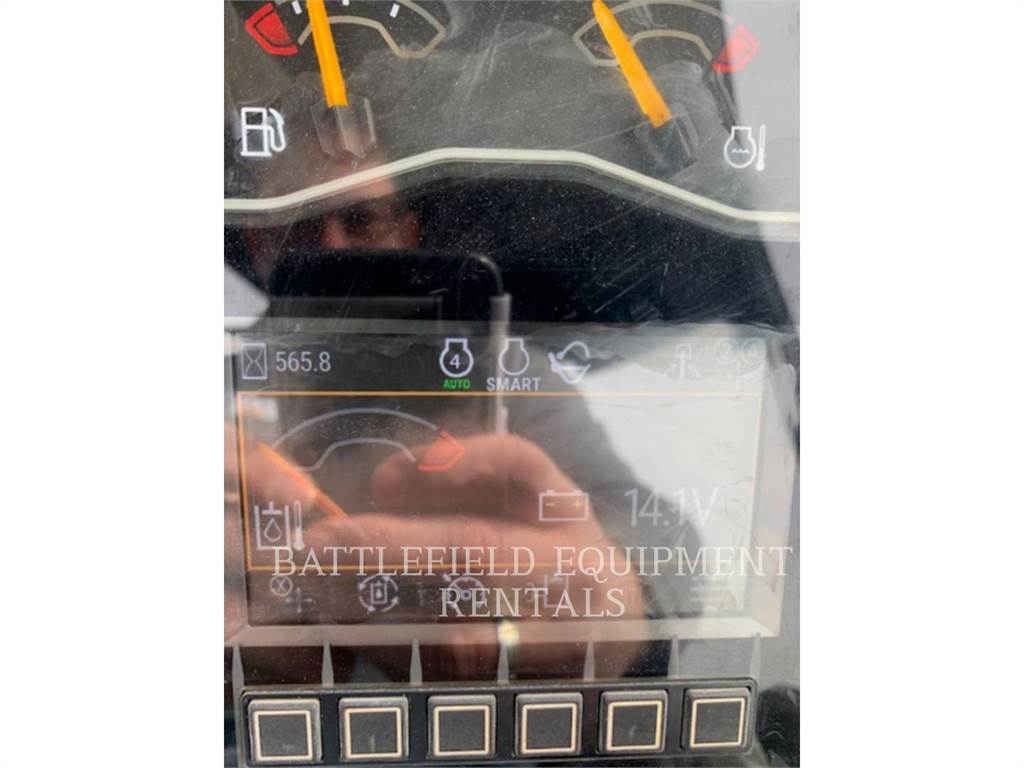 565.8
4
AUTO
SMART
14.1V
BATTLEFIELD EQUIPMENT
RENTALS